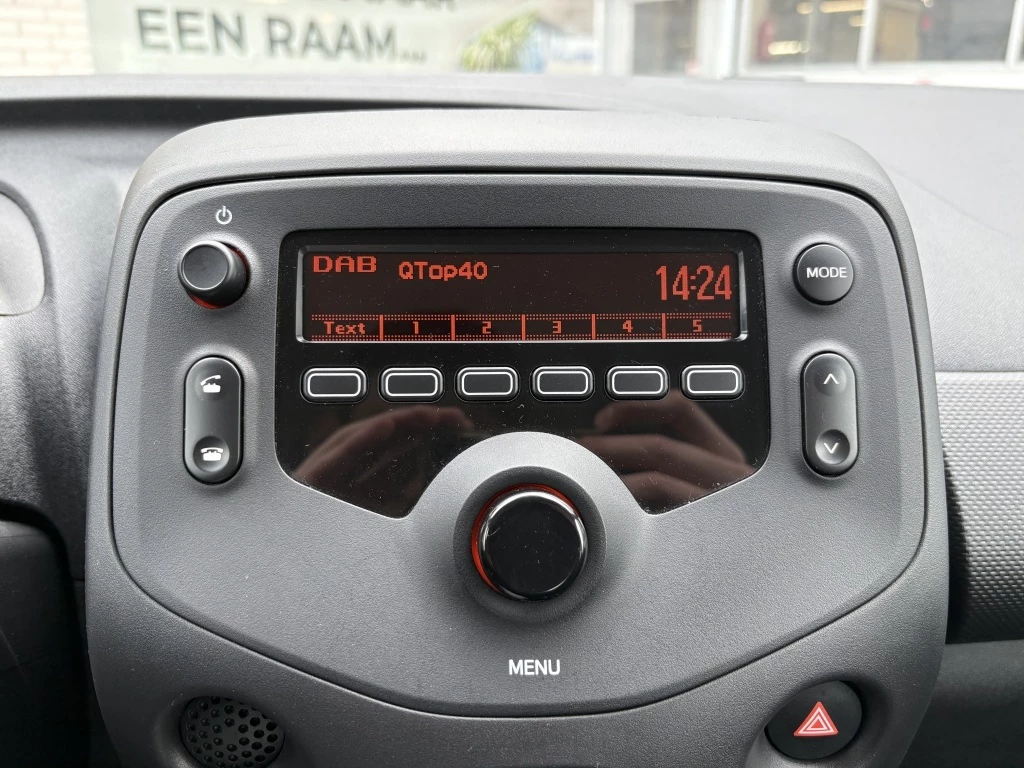 EEN RAAM...
DAB QTop40 14:24
Text 1 2 3 4 5
MODE
MENU